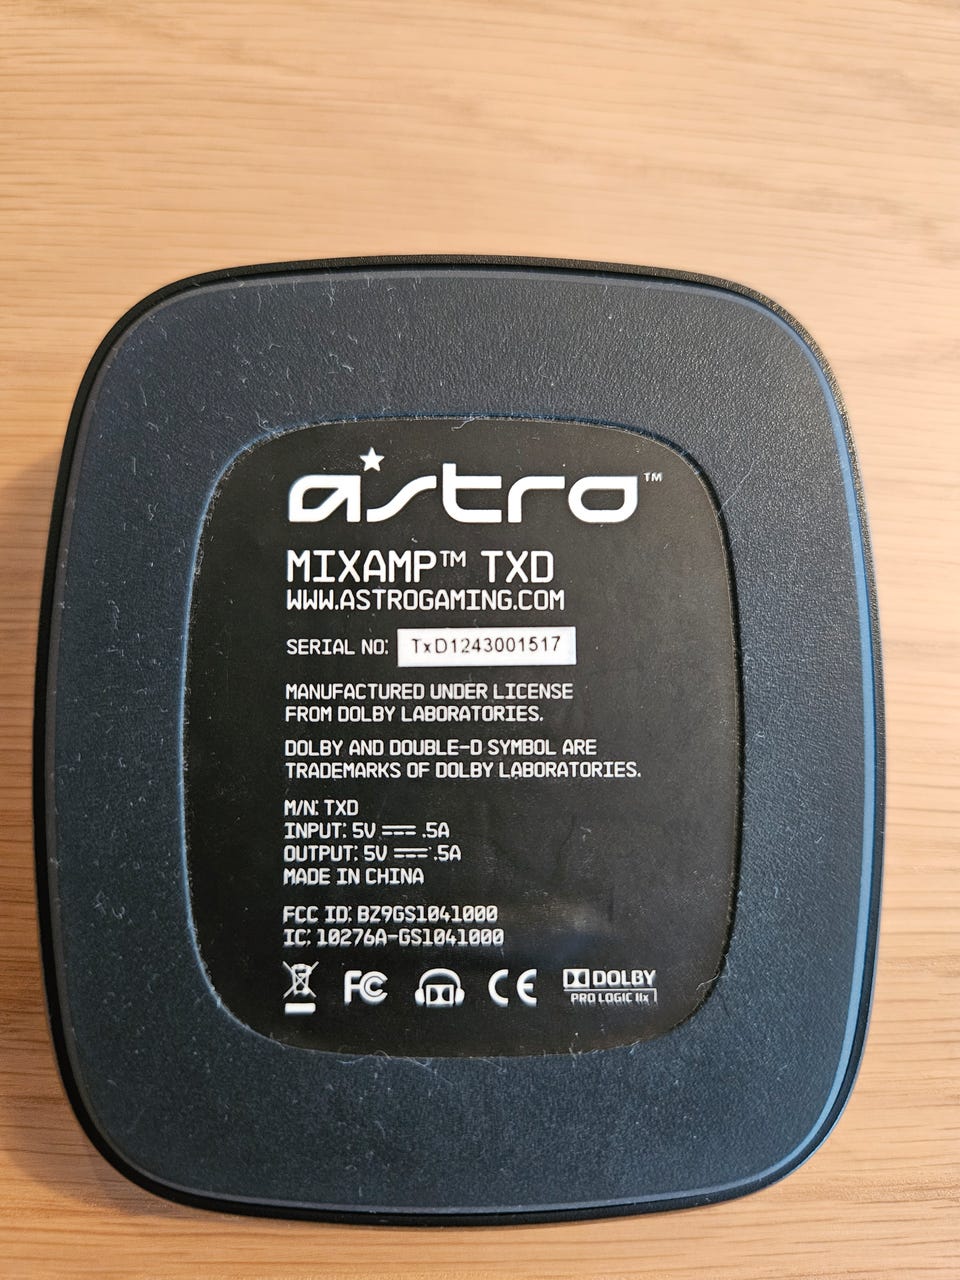 astro™
MIXAMP™ TXD
WWW.ASTROGAMING.COM
SERIAL NO: TxD1243001517
MANUFACTURED UNDER LICENSE
FROM DOLBY LABORATORIES.
DOLBY AND DOUBLE-D SYMBOL ARE
TRADEMARKS OF DOLBY LABORATORIES.
M/N: TXD
INPUT: 5V .5A
OUTPUT: 5V .5A
MADE IN CHINA
FCC ID: BZ9GS1041000
IC: 10276A-GS1041000
FC CE DOLBY
PRO LOGIC IIx